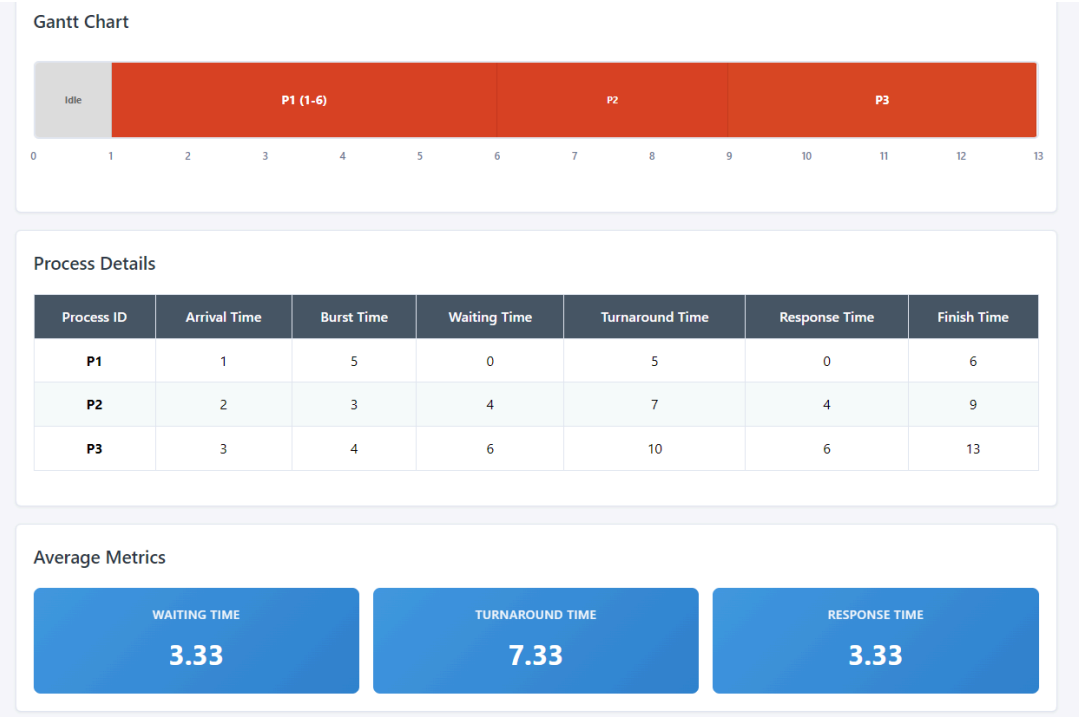 Gantt Chart
Idle P1 (1-6) P2 P3
0 1 2 3 4 5 6 7 8 9 10 11 12 13
Process Details
Process ID Arrival Time Burst Time Waiting Time Turnaround Time Response Time Finish Time
P1 1 5 0 5 0 6
P2 2 3 4 7 4 9
P3 3 4 6 10 6 13
Average Metrics
WAITING TIME TURNAROUND TIME RESPONSE TIME
3.33 7.33 3.33